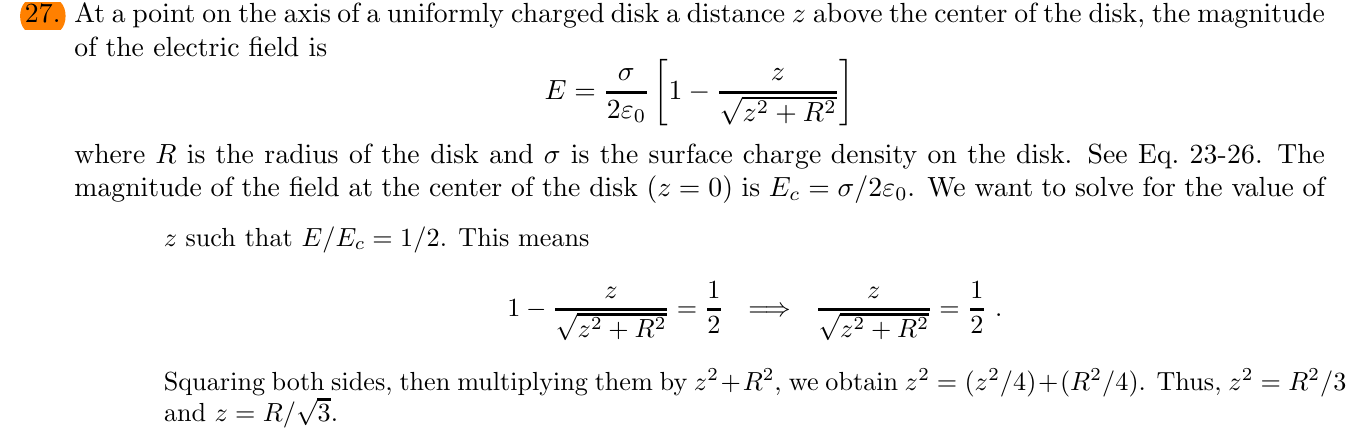 27. At a point on the axis of a uniformly charged disk a distance z above the center of the disk, the magnitude
of the electric field is
E = σ/2ε₀ [1 − z/√(z² + R²)]
where R is the radius of the disk and σ is the surface charge density on the disk. See Eq. 23-26. The
magnitude of the field at the center of the disk (z = 0) is E_c = σ/2ε₀. We want to solve for the value of
z such that E/E_c = 1/2. This means
1 − z/√(z² + R²) = 1/2 ⟹ z/√(z² + R²) = 1/2 .
Squaring both sides, then multiplying them by z²+R², we obtain z² = (z²/4)+(R²/4). Thus, z² = R²/3
and z = R/√3.